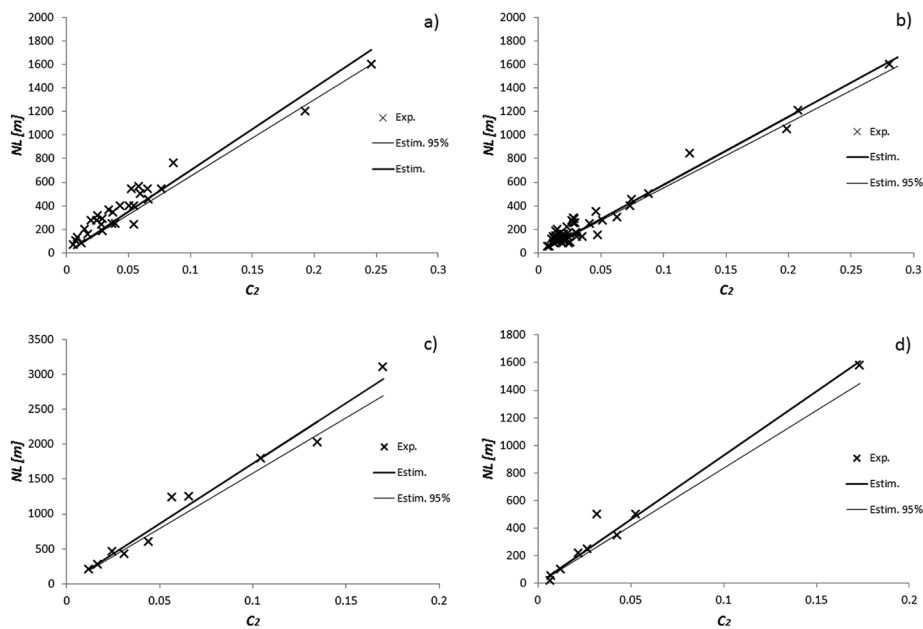 a)
2000
1800
1600
1400
1200
1000
800
600
400
200
0
NL [m]
× Exp.
Estim. 95%
Estim.
0 0.05 0.1 0.15 0.2 0.25 0.3
C2
b)
2000
1800
1600
1400
1200
1000
800
600
400
200
0
NL [m]
× Exp.
Estim.
Estim. 95%
0 0.05 0.1 0.15 0.2 0.25 0.3
C2
c)
3500
3000
2500
2000
1500
1000
500
0
NL [m]
× Exp.
Estim.
Estim. 95%
0 0.05 0.1 0.15 0.2
C2
d)
1800
1600
1400
1200
1000
800
600
400
200
0
NL [m]
× Exp.
Estim.
Estim. 95%
0 0.05 0.1 0.15 0.2
C2